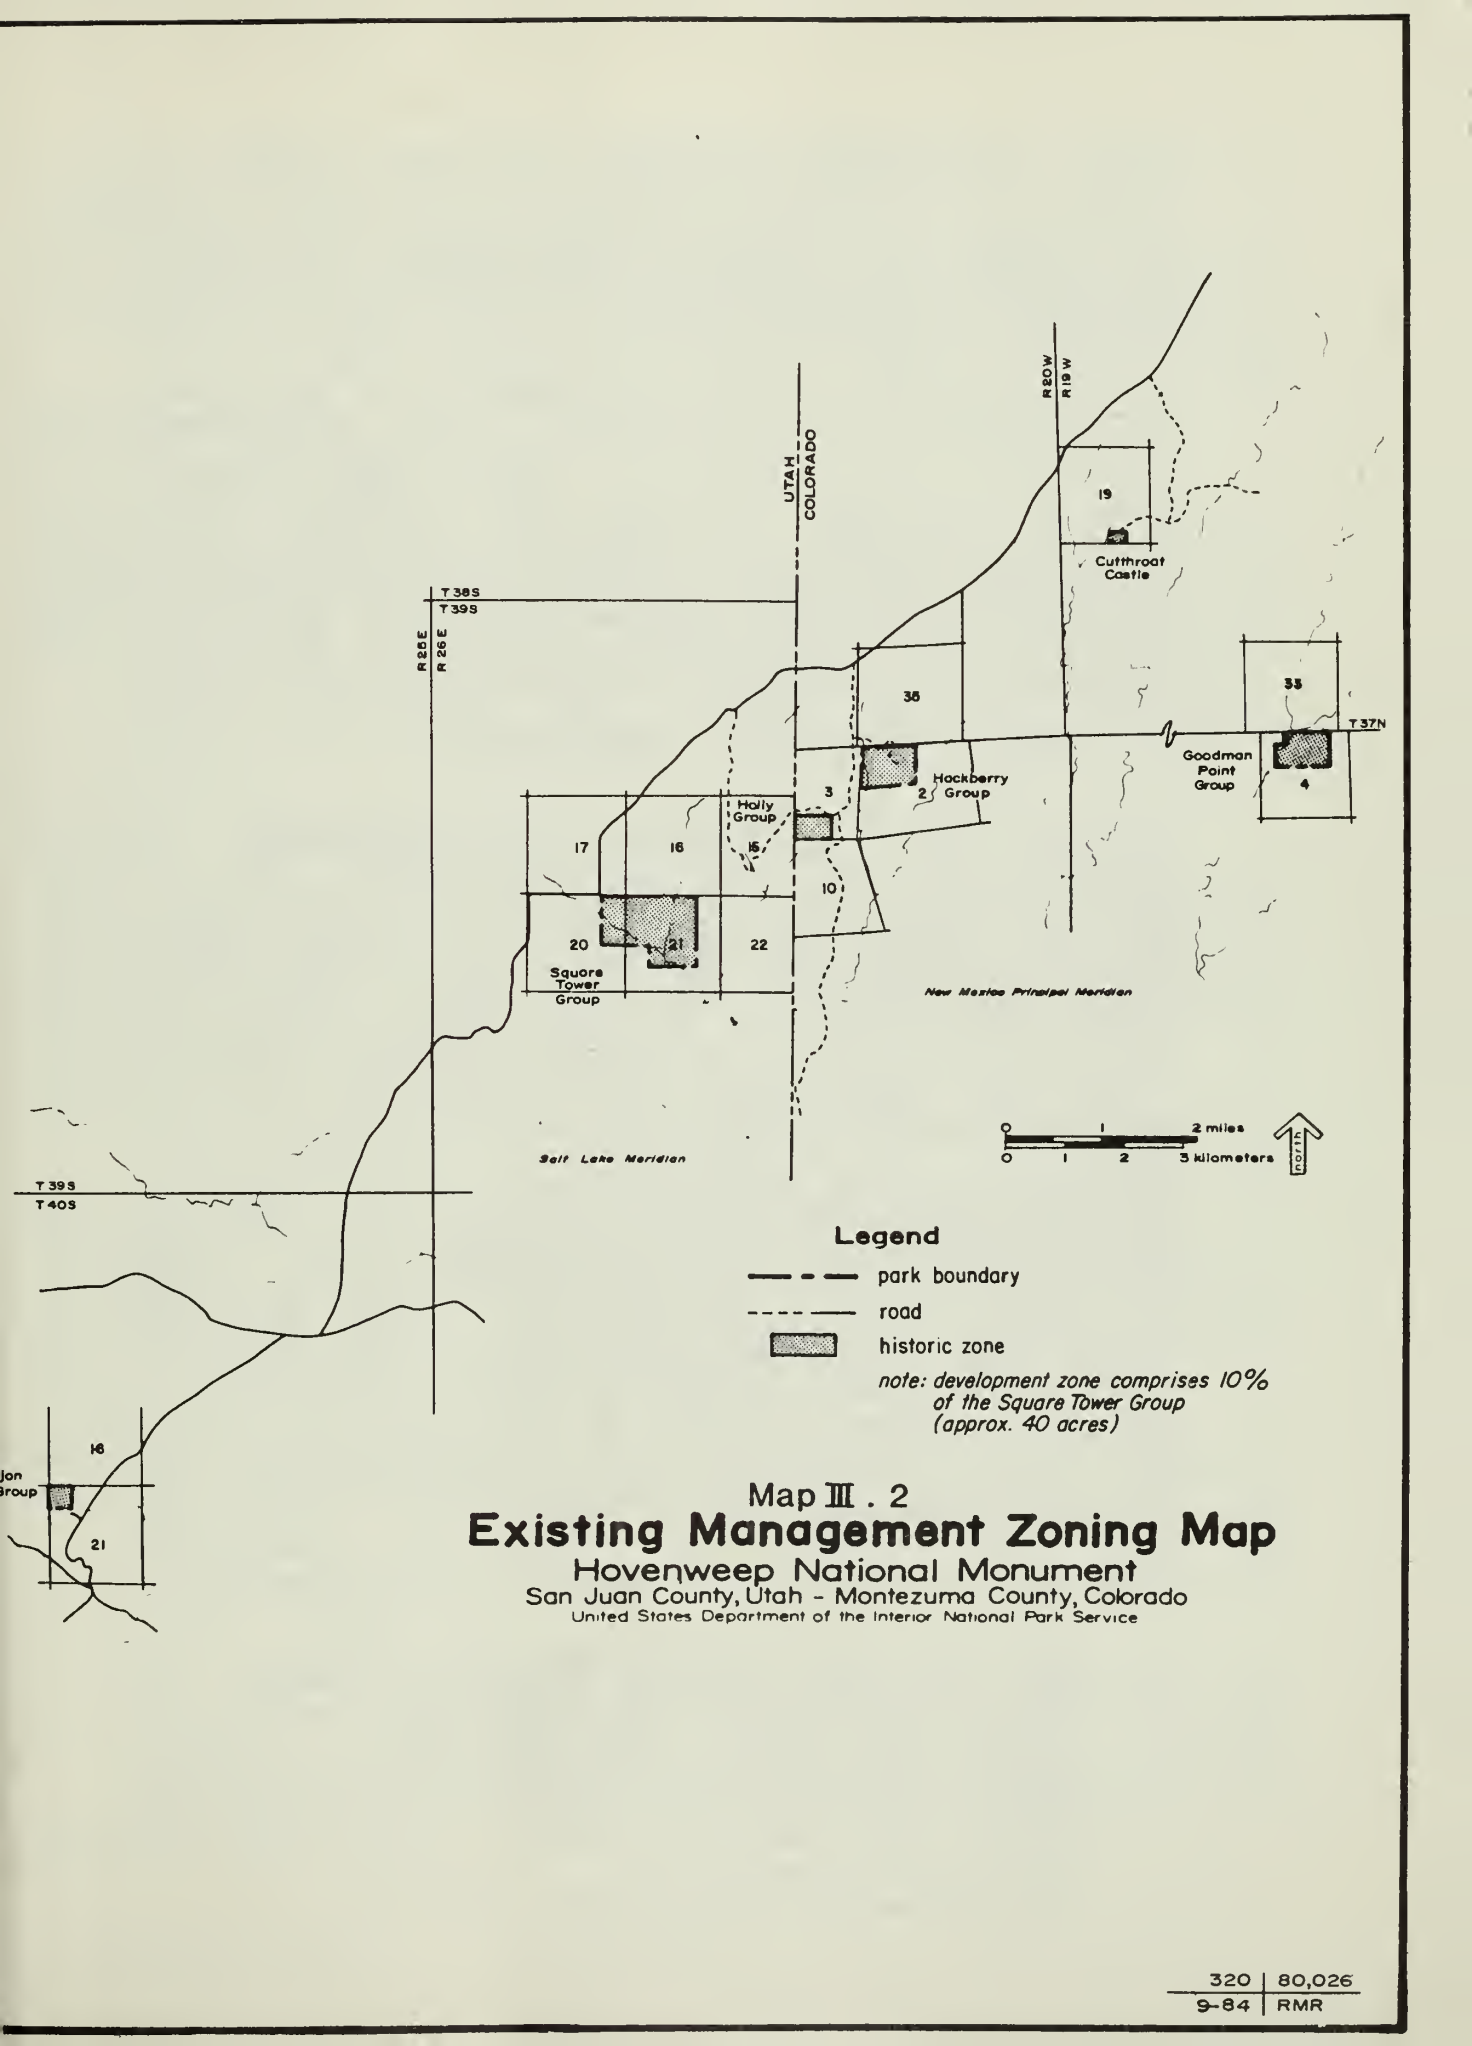 R20W
R19W
UTAH
COLORADO
19
Cutthroat
Castle
T38S
T39S
R25E
R26E
35
33
T37N
Goodman
Point
Group
4
Hackberry
Group
2
3
Holly
Group
17
16
15
10
20
21
22
Square
Tower
Group
New Mexico Principal Meridian
Salt Lake Meridian
0 1 2 miles
0 1 2 3 kilometers
north
T39S
T40S
Legend
park boundary
road
historic zone
note: development zone comprises 10%
of the Square Tower Group
(approx. 40 acres)
16
jon
Group
21
Map III . 2
Existing Management Zoning Map
Hovenweep National Monument
San Juan County, Utah - Montezuma County, Colorado
United States Department of the Interior National Park Service
320 80,026
9-84 RMR